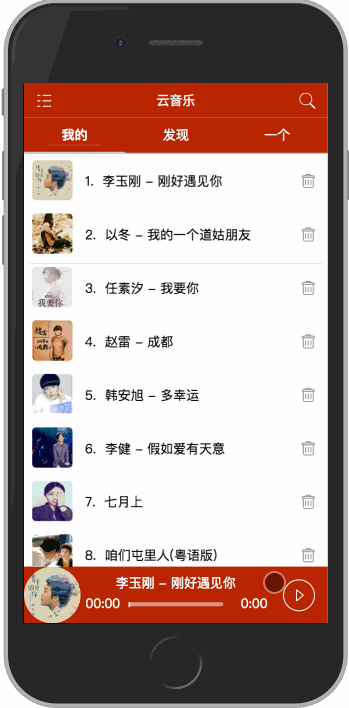 云音乐
我的 发现 一个
1. 李玉刚 – 刚好遇见你
2. 以冬 – 我的一个道姑朋友
3. 任素汐 – 我要你
我要你
4. 赵雷 – 成都
5. 韩安旭 – 多幸运
6. 李健 – 假如爱有天意
7. 七月上
8. 咱们屯里人(粤语版)
李玉刚 – 刚好遇见你
00:00 0:00